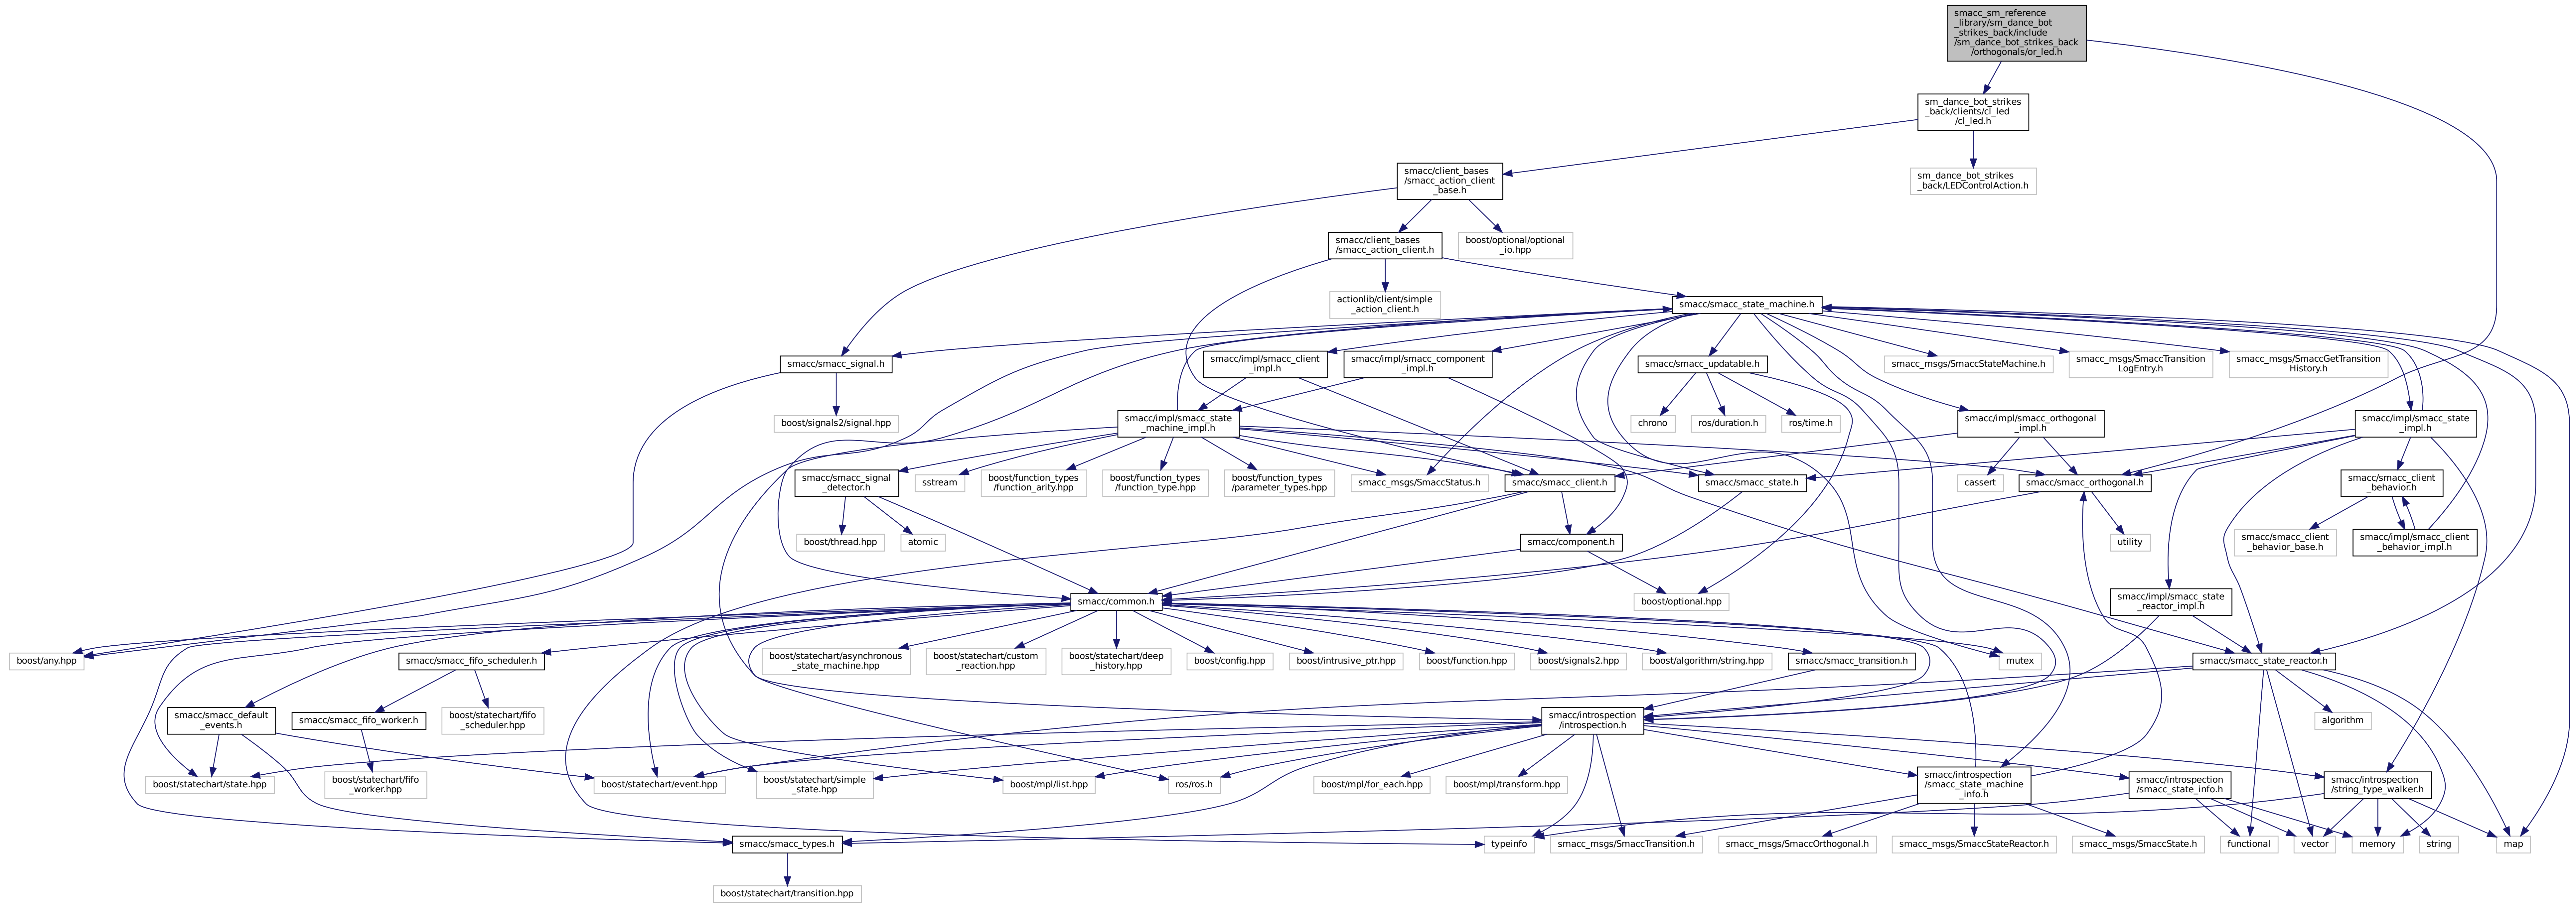 smacc_sm_reference
_library/sm_dance_bot
_strikes_back/include
/sm_dance_bot_strikes_back
/orthogonals/or_led.h
sm_dance_bot_strikes
_back/clients/cl_led
/cl_led.h
smacc/client_bases
/smacc_action_client
_base.h
sm_dance_bot_strikes
_back/LEDControlAction.h
smacc/client_bases
/smacc_action_client.h
boost/optional/optional
_io.hpp
actionlib/client/simple
_action_client.h
smacc/smacc_state_machine.h
smacc/smacc_signal.h
smacc/impl/smacc_client
_impl.h
smacc/impl/smacc_component
_impl.h
smacc/smacc_updatable.h
smacc_msgs/SmaccStateMachine.h
smacc_msgs/SmaccTransition
LogEntry.h
smacc_msgs/SmaccGetTransition
History.h
boost/signals2/signal.hpp
smacc/impl/smacc_state
_machine_impl.h
chrono
ros/duration.h
ros/time.h
smacc/impl/smacc_orthogonal
_impl.h
smacc/impl/smacc_state
_impl.h
smacc/smacc_signal
_detector.h
sstream
boost/function_types
/function_arity.hpp
boost/function_types
/function_type.hpp
boost/function_types
/parameter_types.hpp
smacc_msgs/SmaccStatus.h
smacc/smacc_client.h
smacc/smacc_state.h
cassert
smacc/smacc_orthogonal.h
smacc/smacc_client
_behavior.h
boost/thread.hpp
atomic
smacc/component.h
utility
smacc/smacc_client
_behavior_base.h
smacc/impl/smacc_client
_behavior_impl.h
smacc/common.h
boost/optional.hpp
smacc/impl/smacc_state
_reactor_impl.h
boost/any.hpp
smacc/smacc_fifo_scheduler.h
boost/statechart/asynchronous
_state_machine.hpp
boost/statechart/custom
_reaction.hpp
boost/statechart/deep
_history.hpp
boost/config.hpp
boost/intrusive_ptr.hpp
boost/function.hpp
boost/signals2.hpp
boost/algorithm/string.hpp
smacc/smacc_transition.h
mutex
smacc/smacc_state_reactor.h
smacc/smacc_default
_events.h
smacc/smacc_fifo_worker.h
boost/statechart/fifo
_scheduler.hpp
smacc/introspection
/introspection.h
algorithm
boost/statechart/state.hpp
boost/statechart/fifo
_worker.hpp
boost/statechart/event.hpp
boost/statechart/simple
_state.hpp
boost/mpl/list.hpp
ros/ros.h
boost/mpl/for_each.hpp
boost/mpl/transform.hpp
smacc/introspection
/smacc_state_machine
_info.h
smacc/introspection
/smacc_state_info.h
smacc/introspection
/string_type_walker.h
smacc/smacc_types.h
typeinfo
smacc_msgs/SmaccTransition.h
smacc_msgs/SmaccOrthogonal.h
smacc_msgs/SmaccStateReactor.h
smacc_msgs/SmaccState.h
functional
vector
memory
string
map
boost/statechart/transition.hpp